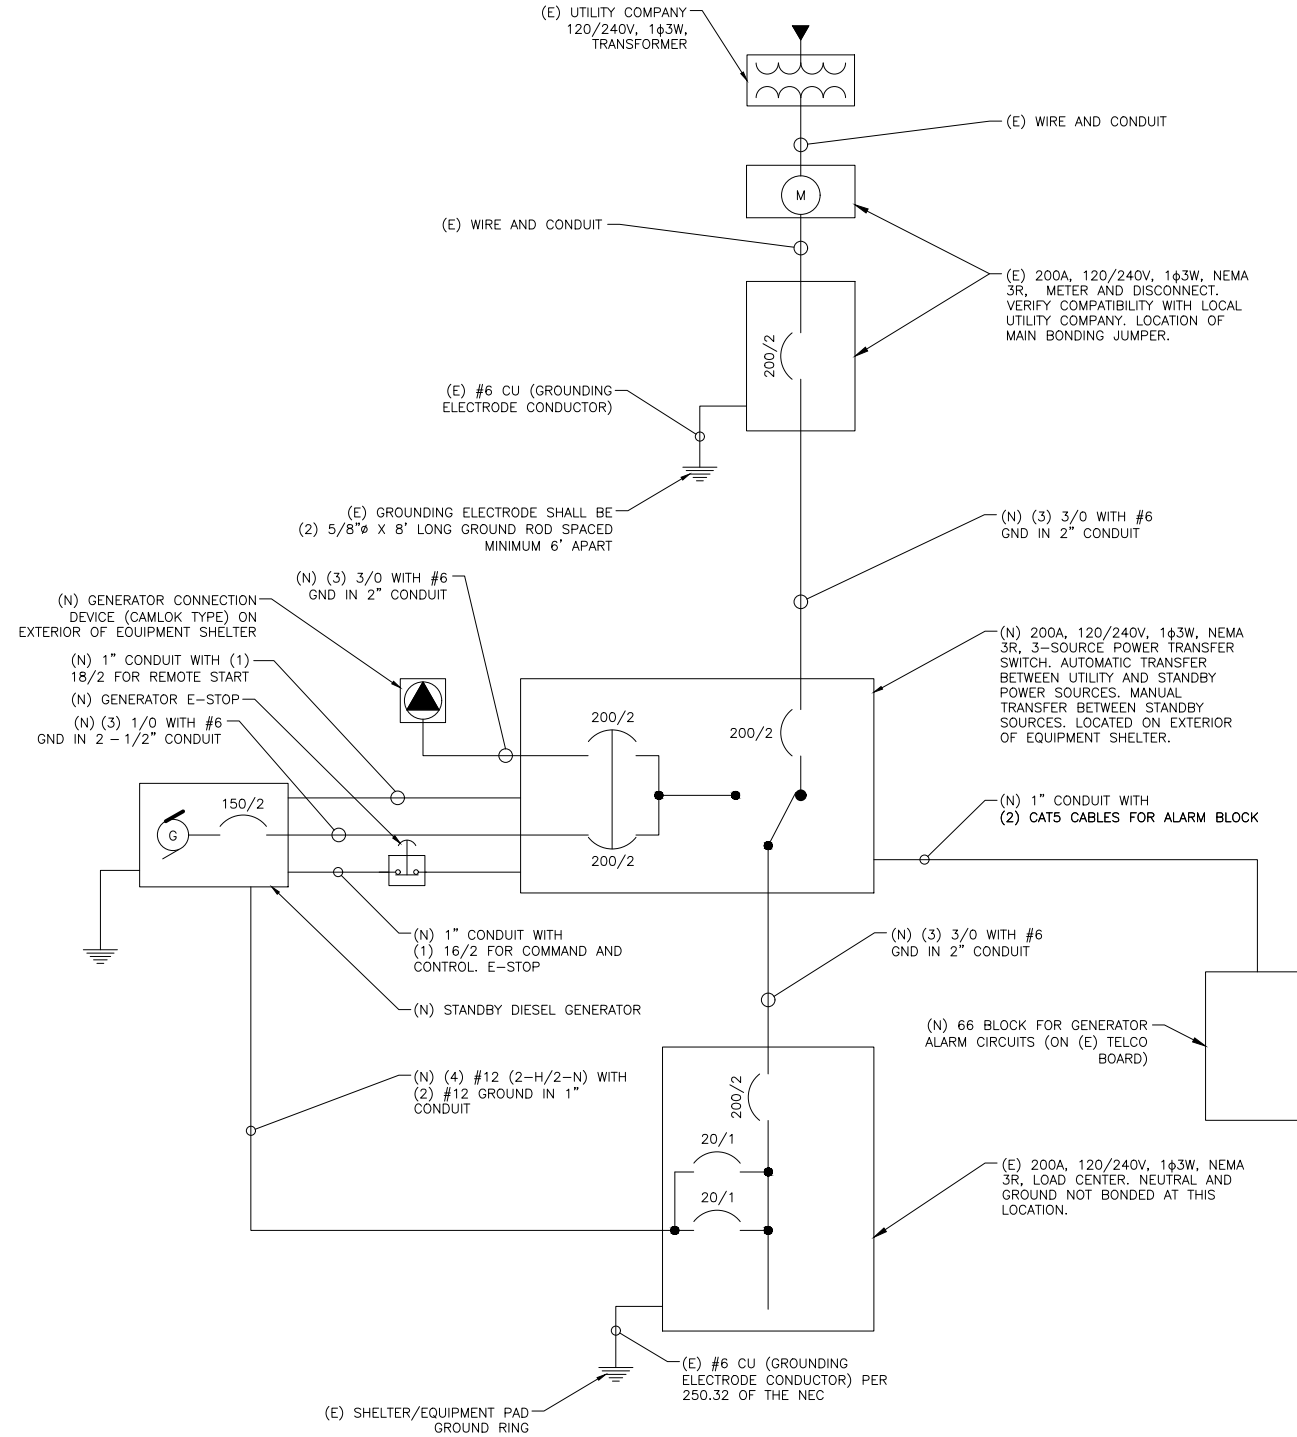 (E) UTILITY COMPANY
120/240V, 1ϕ3W,
TRANSFORMER
(E) WIRE AND CONDUIT
M
(E) WIRE AND CONDUIT
(E) 200A, 120/240V, 1ϕ3W, NEMA
3R, METER AND DISCONNECT.
VERIFY COMPATIBILITY WITH LOCAL
UTILITY COMPANY. LOCATION OF
MAIN BONDING JUMPER.
200/2
(E) #6 CU (GROUNDING
ELECTRODE CONDUCTOR)
(E) GROUNDING ELECTRODE SHALL BE
(2) 5/8"ø X 8' LONG GROUND ROD SPACED
MINIMUM 6' APART
(N) (3) 3/0 WITH #6
GND IN 2" CONDUIT
(N) (3) 3/0 WITH #6
GND IN 2" CONDUIT
(N) GENERATOR CONNECTION
DEVICE (CAMLOK TYPE) ON
EXTERIOR OF EQUIPMENT SHELTER
(N) 1" CONDUIT WITH (1)
18/2 FOR REMOTE START
(N) GENERATOR E-STOP
(N) (3) 1/0 WITH #6
GND IN 2-1/2" CONDUIT
(N) 200A, 120/240V, 1ϕ3W, NEMA
3R, 3-SOURCE POWER TRANSFER
SWITCH. AUTOMATIC TRANSFER
BETWEEN UTILITY AND STANDBY
POWER SOURCES. MANUAL
TRANSFER BETWEEN STANDBY
SOURCES. LOCATED ON EXTERIOR
OF EQUIPMENT SHELTER.
200/2
200/2
150/2
G
200/2
(N) 1" CONDUIT WITH
(2) CAT5 CABLES FOR ALARM BLOCK
(N) 1" CONDUIT WITH
(1) 16/2 FOR COMMAND AND
CONTROL. E-STOP
(N) (3) 3/0 WITH #6
GND IN 2" CONDUIT
(N) STANDBY DIESEL GENERATOR
(N) 66 BLOCK FOR GENERATOR
ALARM CIRCUITS (ON (E) TELCO
BOARD)
(N) (4) #12 (2-H/2-N) WITH
(2) #12 GROUND IN 1"
CONDUIT
200/2
20/1
20/1
(E) 200A, 120/240V, 1ϕ3W, NEMA
3R, LOAD CENTER. NEUTRAL AND
GROUND NOT BONDED AT THIS
LOCATION.
(E) #6 CU (GROUNDING
ELECTRODE CONDUCTOR) PER
250.32 OF THE NEC
(E) SHELTER/EQUIPMENT PAD
GROUND RING